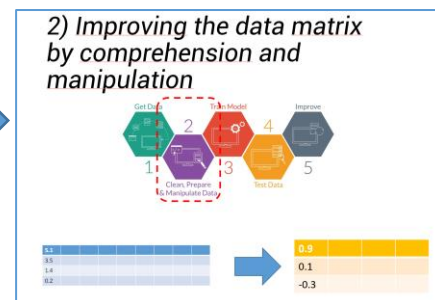 2) Improving the data matrix
by comprehension and
manipulation
Get Data
Train Model
Improve
2
4
1
3
5
Clean, Prepare
& Manipulate Data
Test Data
5.1
3.5
1.4
0.2
0.9
0.1
-0.3